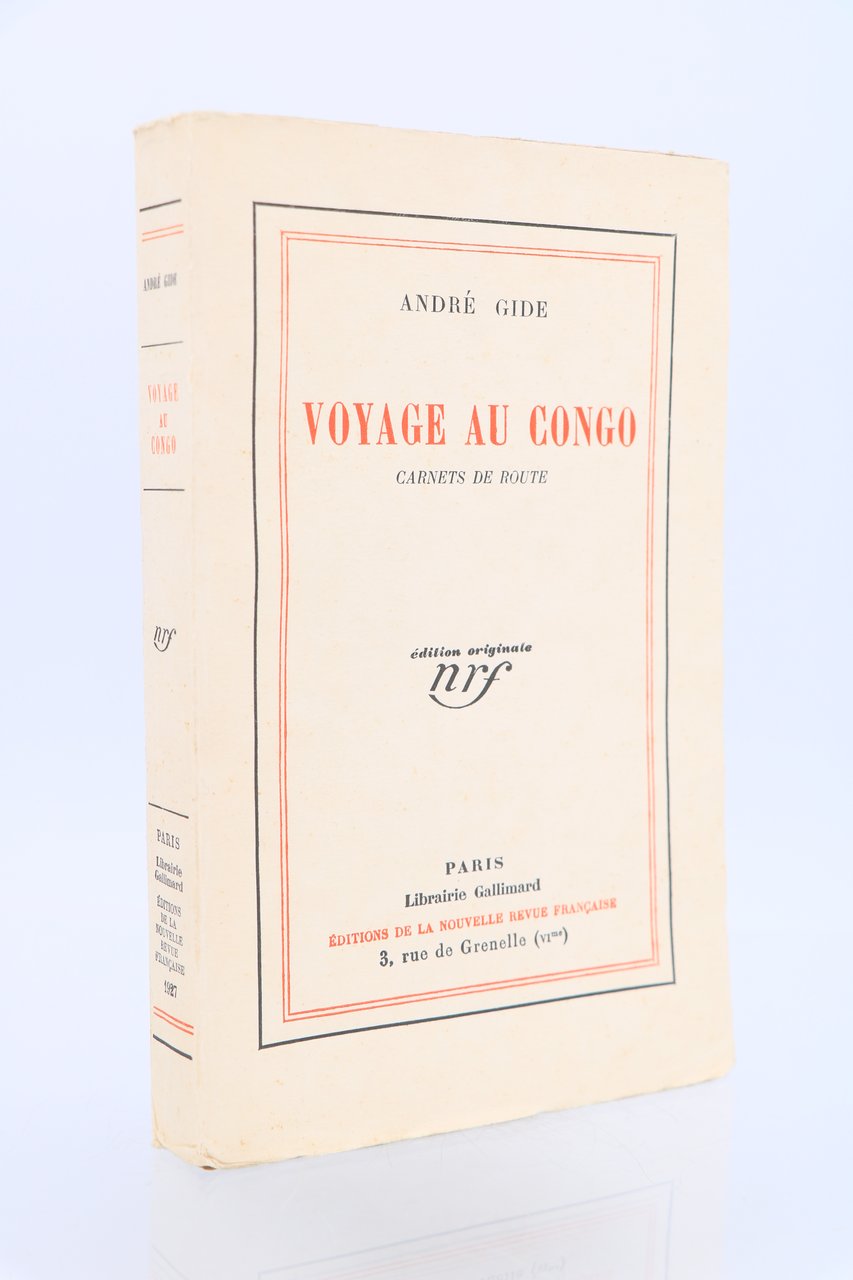 ANDRÉ GIDE
VOYAGE
AU
CONGO
nrf
PARIS
Librairie
Gallimard
ÉDITIONS
DE LA
NOUVELLE
REVUE
FRANÇAISE
1927
ANDRÉ GIDE
VOYAGE AU CONGO
CARNETS DE ROUTE
édition originale
nrf
PARIS
Librairie Gallimard
ÉDITIONS DE LA NOUVELLE REVUE FRANÇAISE
3, rue de Grenelle (VIme)